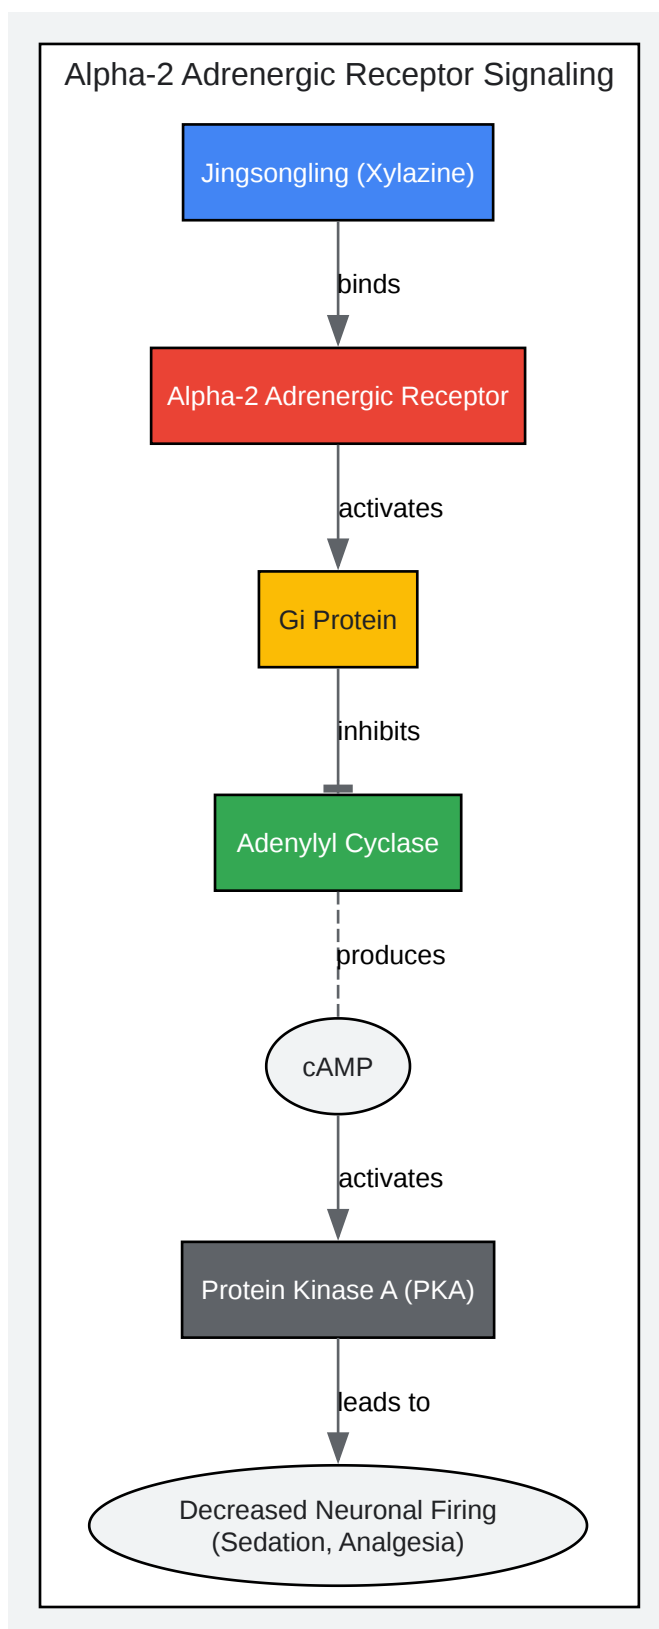 Alpha-2 Adrenergic Receptor Signaling
Jingsongling (Xylazine)
binds
Alpha-2 Adrenergic Receptor
activates
Gi Protein
inhibits
Adenylyl Cyclase
produces
cAMP
activates
Protein Kinase A (PKA)
leads to
Decreased Neuronal Firing
(Sedation, Analgesia)